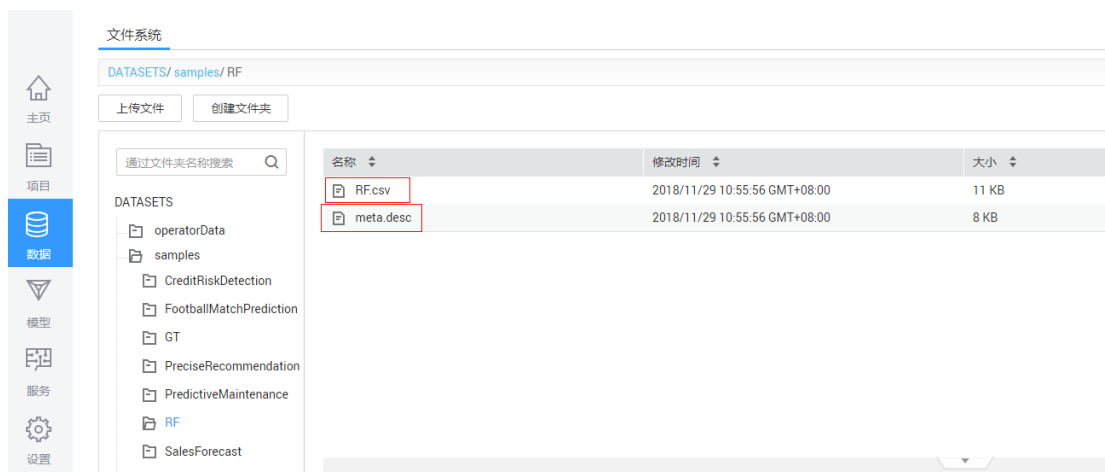 文件系统
DATASETS/ samples/ RF
上传文件 创建文件夹
主页
项目
数据
模型
服务
设置
通过文件夹名称搜索
DATASETS
operatorData
samples
CreditRiskDetection
FootballMatchPrediction
GT
PreciseRecommendation
PredictiveMaintenance
RF
SalesForecast
名称 修改时间 大小
RF.csv 2018/11/29 10:55:56 GMT+08:00 11 KB
meta.desc 2018/11/29 10:55:56 GMT+08:00 8 KB